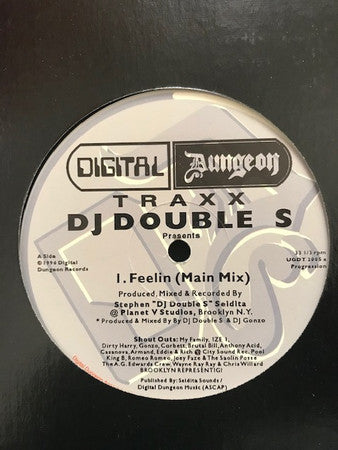 DIGITAL Dungeon
TRAXX
DJ DOUBLE S
Presents
A Side
©1996 Digital
Dungeon Records
33 1/3 rpm
Progression
1. Feelin (Main Mix)
Produced, Mixed & Recorded By
Stephen "DJ Double S" Seidita
@ Planet V Studios, Brooklyn N.Y.
* Produced & Mixed By By DJ Double S & DJ Gonzo
Shout Outs: My Family, IZE 1,
Dirty Harry, Gonzo, Corbett, Brutal Bill, Anthony Acid,
Casanova, Armand, Eddie & Rich @ City Sound Rec. Pool
King B, Romeo Romeo, Joey Faze & The Saolin Posse
The A.G. Edwards Crew, Wayne Ray Ray & Chris Willard
BROOKLYN REPRESENTIG!
Published By: Seidita Sounds/
Digital Dungeon Music (ASCAP)